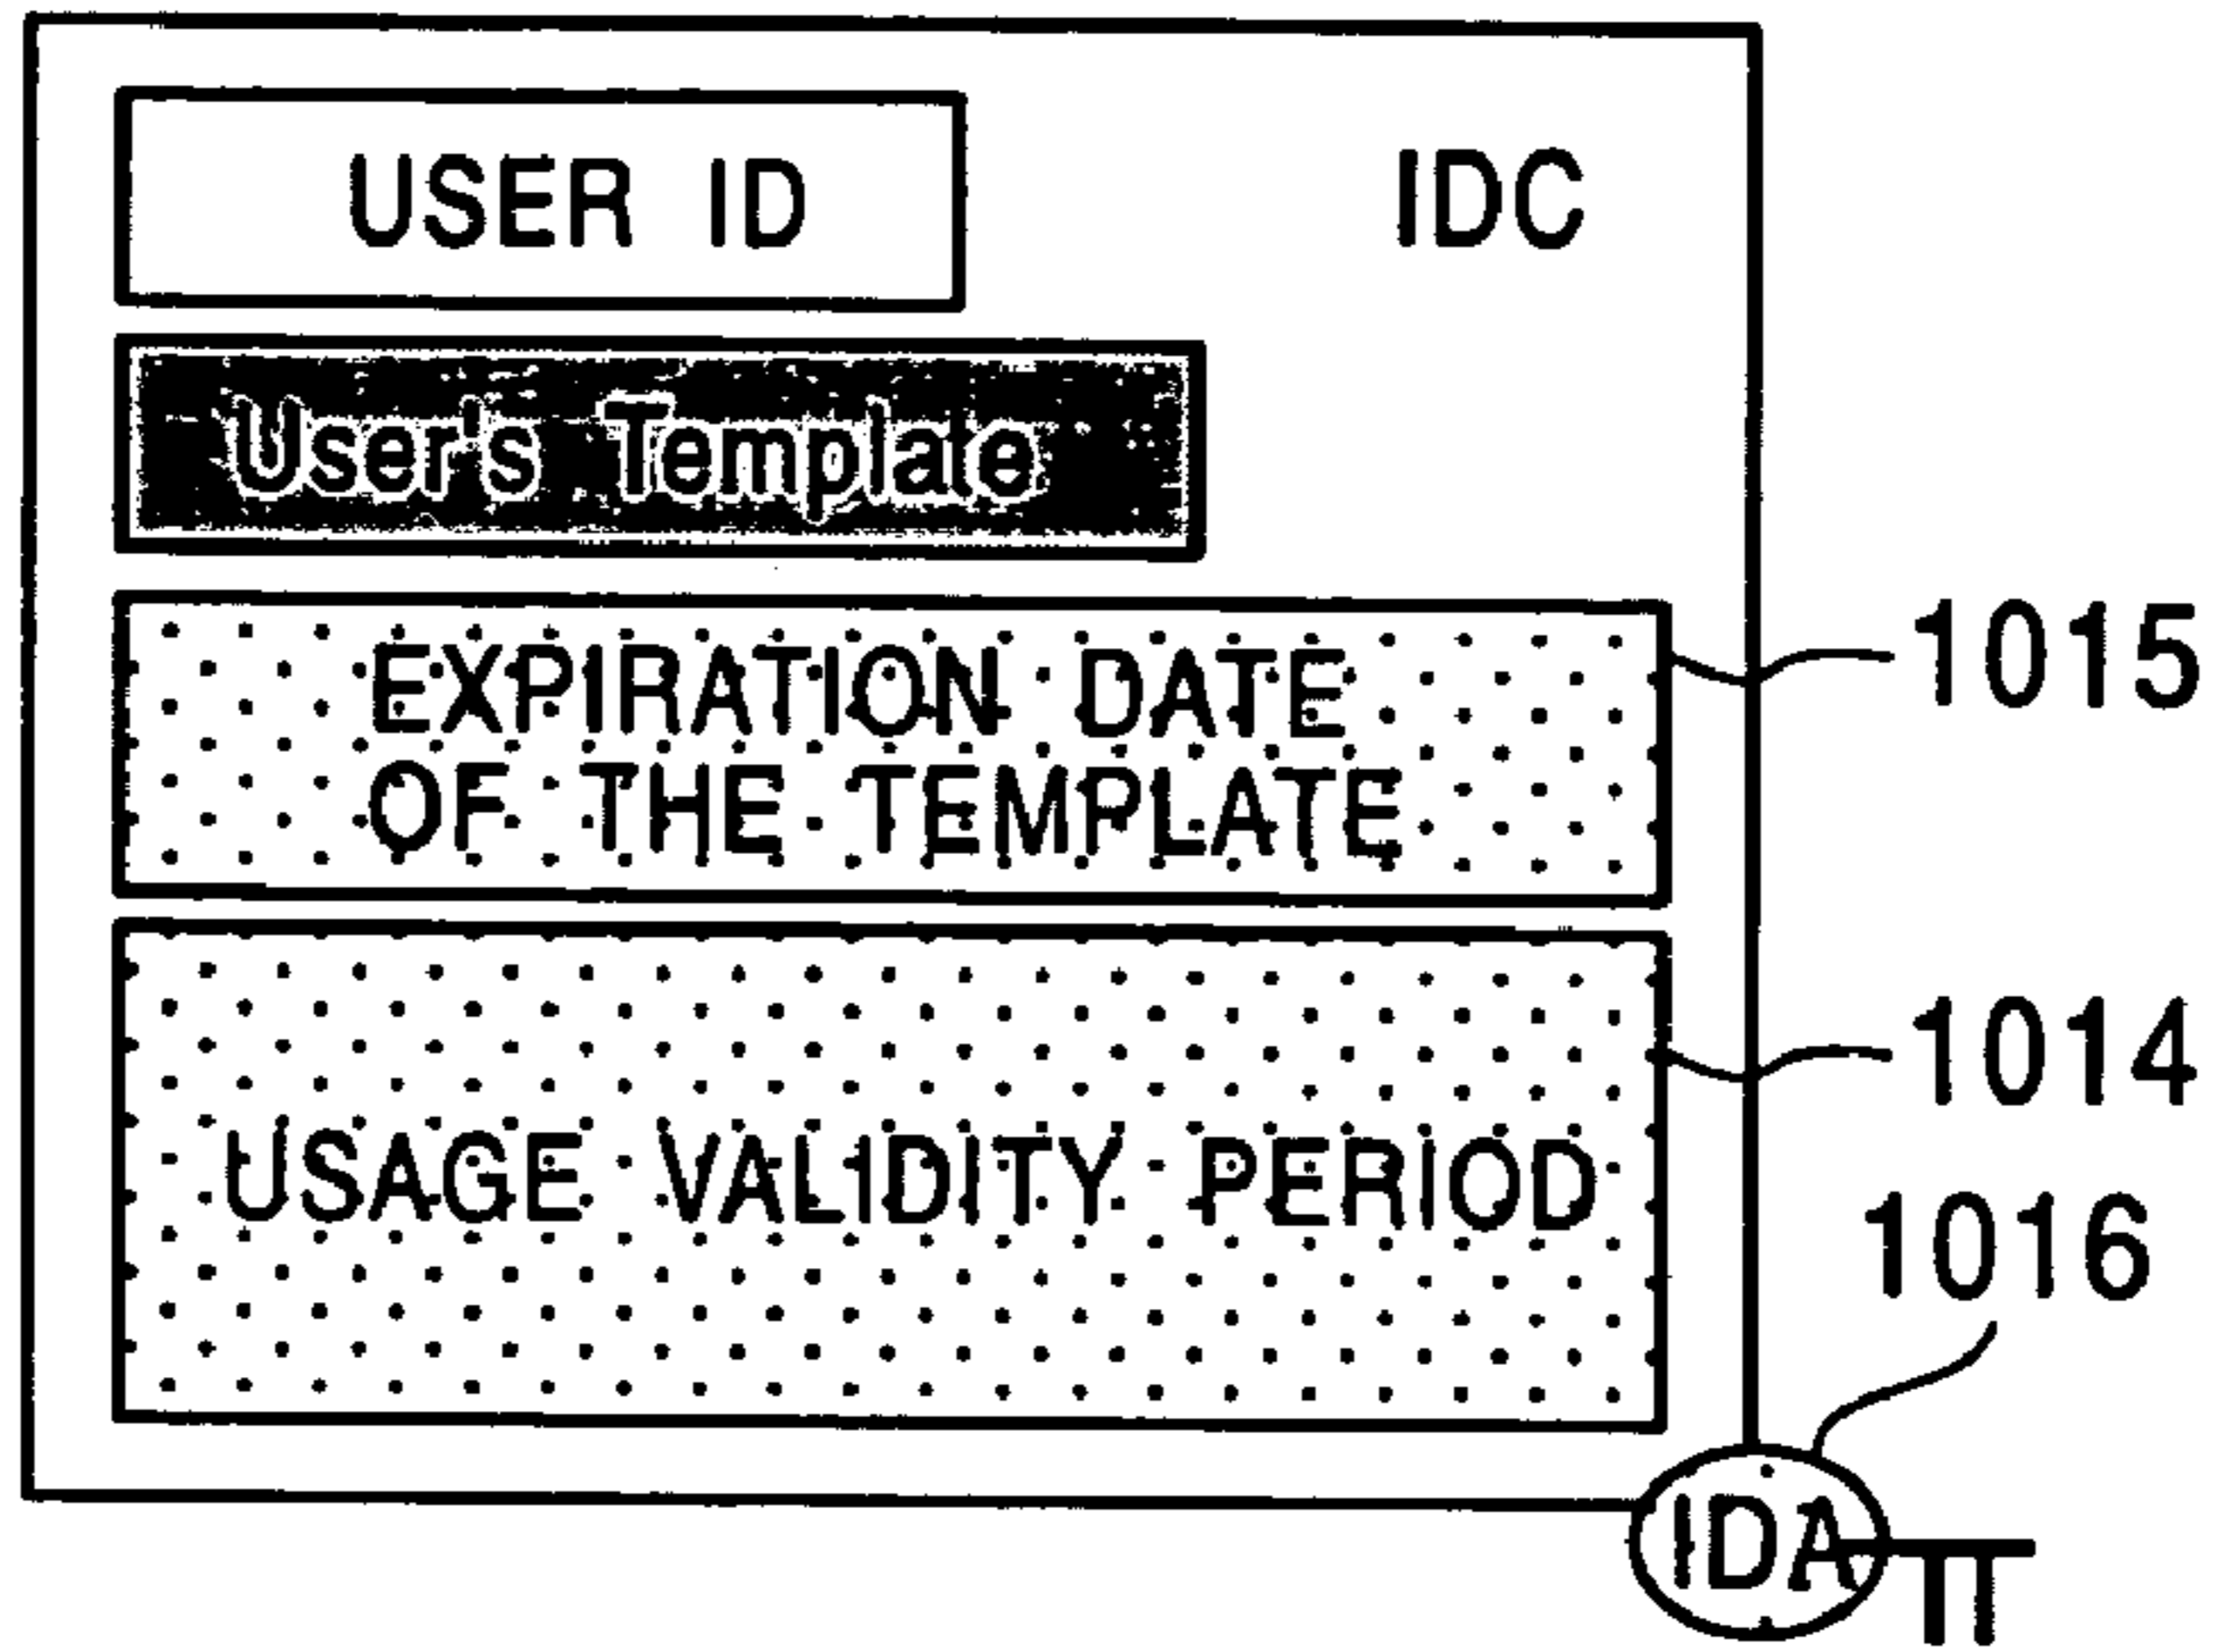 USER ID
IDC
User's Template
EXPIRATION DATE
OF THE TEMPLATE
1015
1014
USAGE VALIDITY PERIOD
1016
IDA